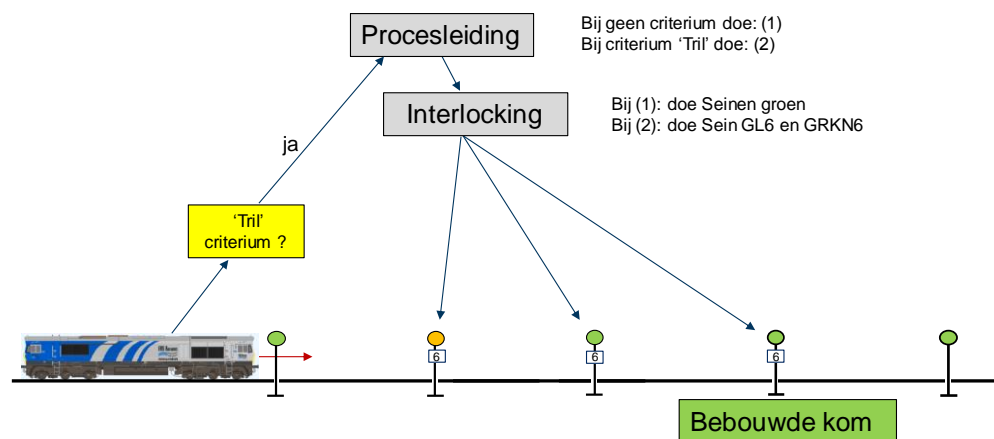 Procesleiding
Bij geen criterium doe: (1)
Bij criterium ‘Tril’ doe: (2)
Interlocking
Bij (1): doe Seinen groen
Bij (2): doe Sein GL6 en GRKN6
ja
‘Tril’
criterium ?
6
6
6
Bebouwde kom